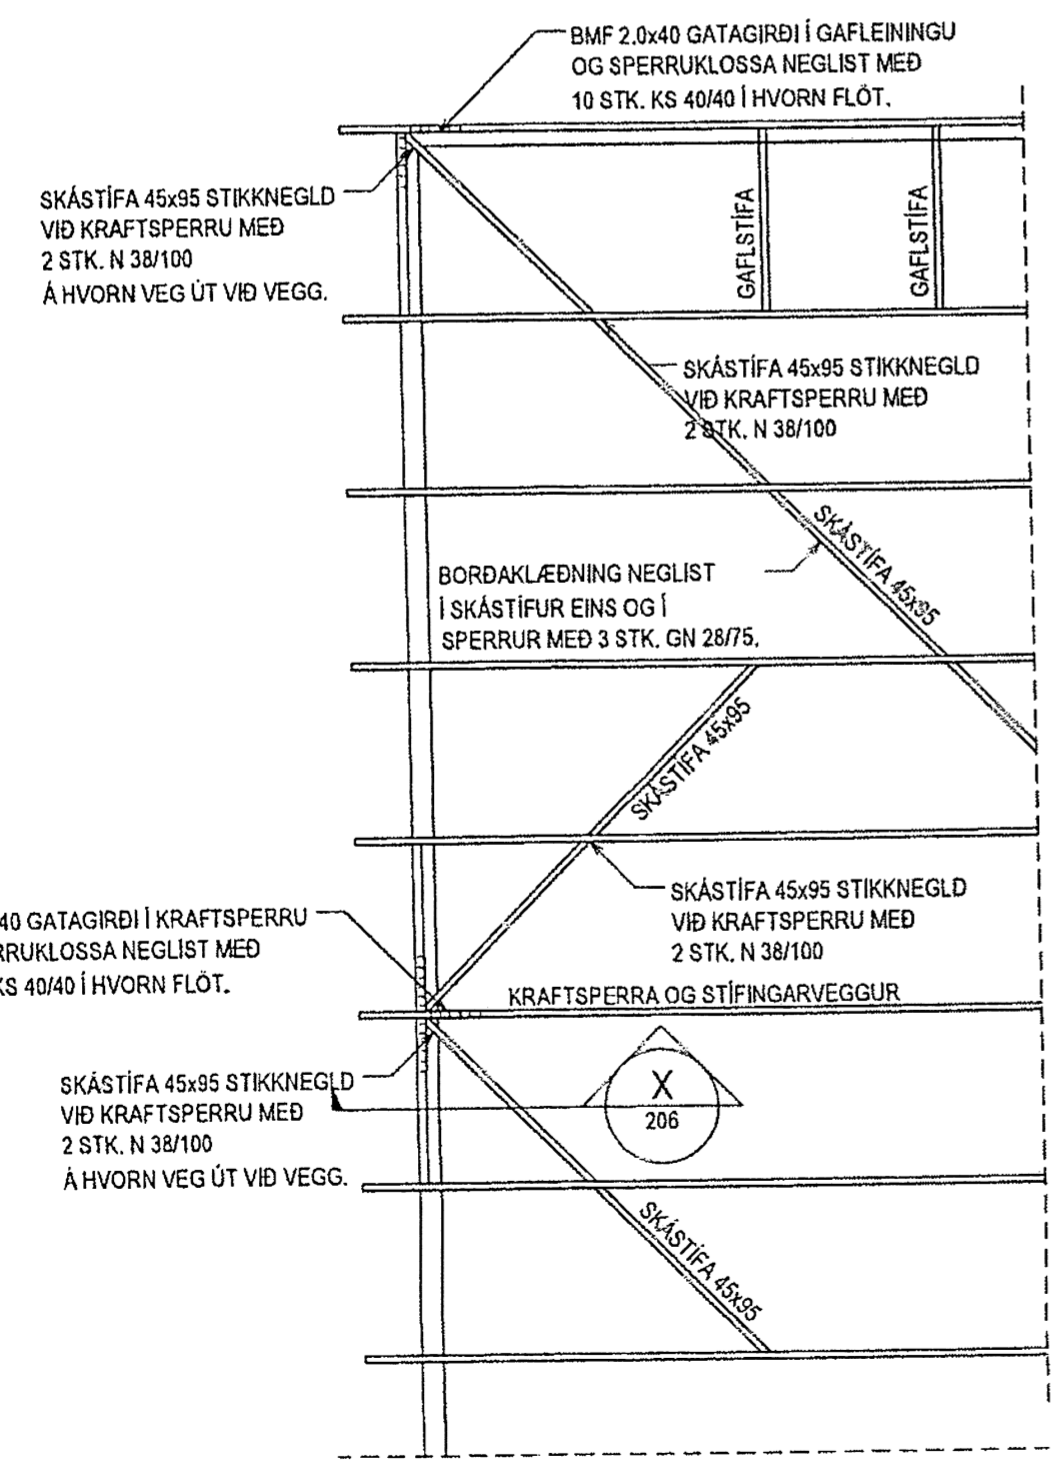 BMF 2.0x40 GATAGIRÐI Í GAFLEININGU
OG SPERRUKLOSSA NEGLIST MEÐ
10 STK. KS 40/40 Í HVORN FLÖT.
SKÁSTÍFA 45x95 STIKKNEGLD
VIÐ KRAFTSPERRU MEÐ
2 STK. N 38/100
Á HVORN VEG ÚT VIÐ VEGG.
GAFLSTÍFA
GAFLSTÍFA
SKÁSTÍFA 45x95 STIKKNEGLD
VIÐ KRAFTSPERRU MEÐ
2 STK. N 38/100
SKÁSTÍFA 45x95
BORÐAKLÆÐNING NEGLIST
Í SKÁSTÍFUR EINS OG Í
SPERRUR MEÐ 3 STK. GN 28/75.
SKÁSTÍFA 45x95
SKÁSTÍFA 45x95 STIKKNEGLD
VIÐ KRAFTSPERRU MEÐ
2 STK. N 38/100
40 GATAGIRÐI Í KRAFTSPERRU
RRUKLOSSA NEGLIST MEÐ
KS 40/40 Í HVORN FLÖT.
KRAFTSPERRA OG STÍFINGARVEGGUR
SKÁSTÍFA 45x95 STIKKNEGLD
VIÐ KRAFTSPERRU MEÐ
2 STK. N 38/100
Á HVORN VEG ÚT VIÐ VEGG.
X
206
SKÁSTÍFA 45x95